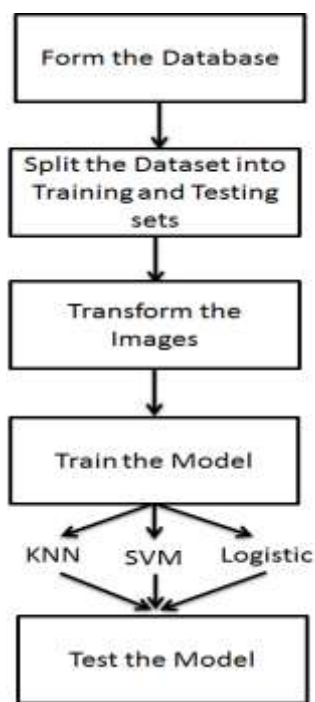 Form the Database
Split the Dataset into
Training and Testing
sets
Transform the
Images
Train the Model
KNN SVM Logistic
Test the Model